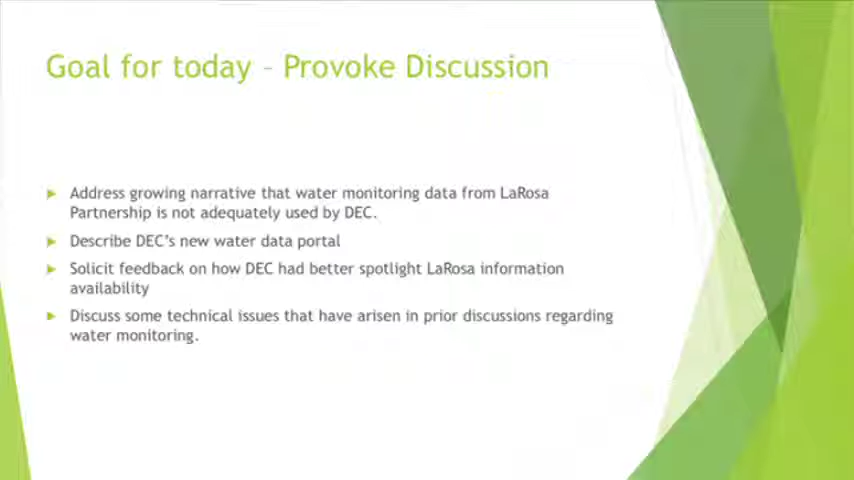 Goal for today – Provoke Discussion
Address growing narrative that water monitoring data from LaRosa
Partnership is not adequately used by DEC.
Describe DEC’s new water data portal
Solicit feedback on how DEC had better spotlight LaRosa information
availability
Discuss some technical issues that have arisen in prior discussions regarding
water monitoring.